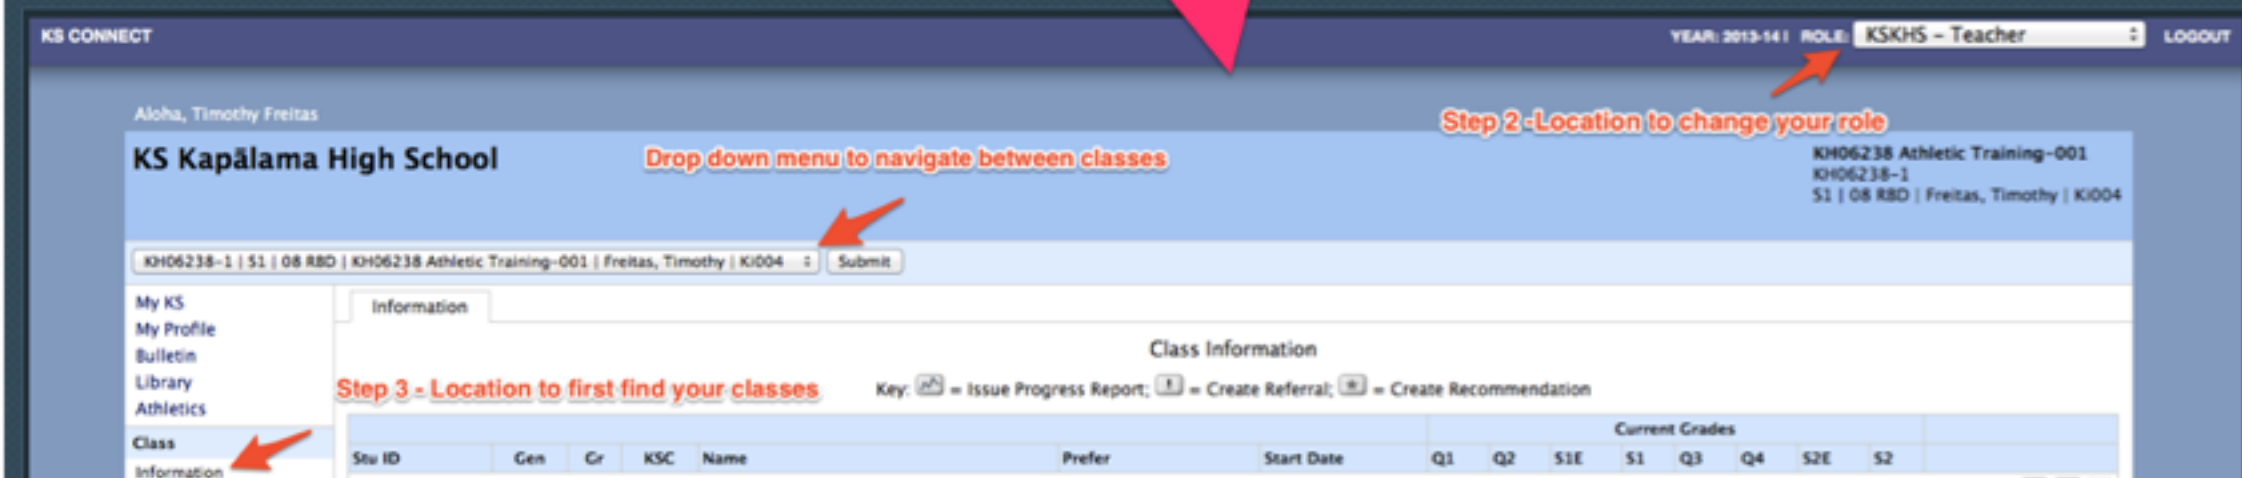 KS CONNECT
YEAR: 2013-14 | ROLE: KSKHS – Teacher LOGOUT
Aloha, Timothy Freitas
Step 2 -Location to change your role
KS Kapālama High School
Drop down menu to navigate between classes
KH06238 Athletic Training-001
KH06238-1
S1 | 08 R8D | Freitas, Timothy | Ki004
KH06238-1 | S1 | 08 R8D | KH06238 Athletic Training-001 | Freitas, Timothy | Ki004 Submit
My KS
My Profile
Bulletin
Library
Athletics
Class
Information
Information
Class Information
Step 3 - Location to first find your classes
Key: = Issue Progress Report; ! = Create Referral; * = Create Recommendation
Current Grades
Stu ID Gen Gr KSC Name Prefer Start Date Q1 Q2 S1E S1 Q3 Q4 S2E S2